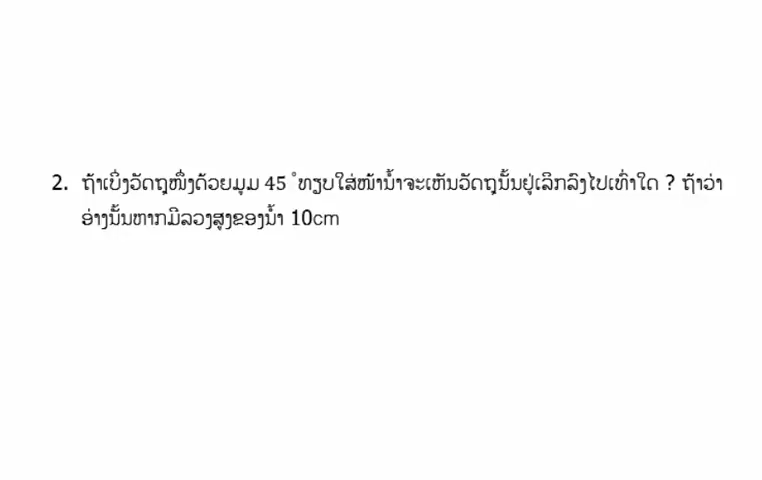 2. ຖ້າເບິ່ງວັດຖຸໜຶ່ງດ້ວຍມຸມ 45 ° ທຽບໃສ່ໜ້ານ້ຳຈະເຫັນວັດຖຸນັ້ນຢູ່ເລິກລົງໄປເທົ່າໃດ ? ຖ້າວ່າ
ອ່າງນັ້ນຫາກມີລວງສູງຂອງນ້ຳ 10cm